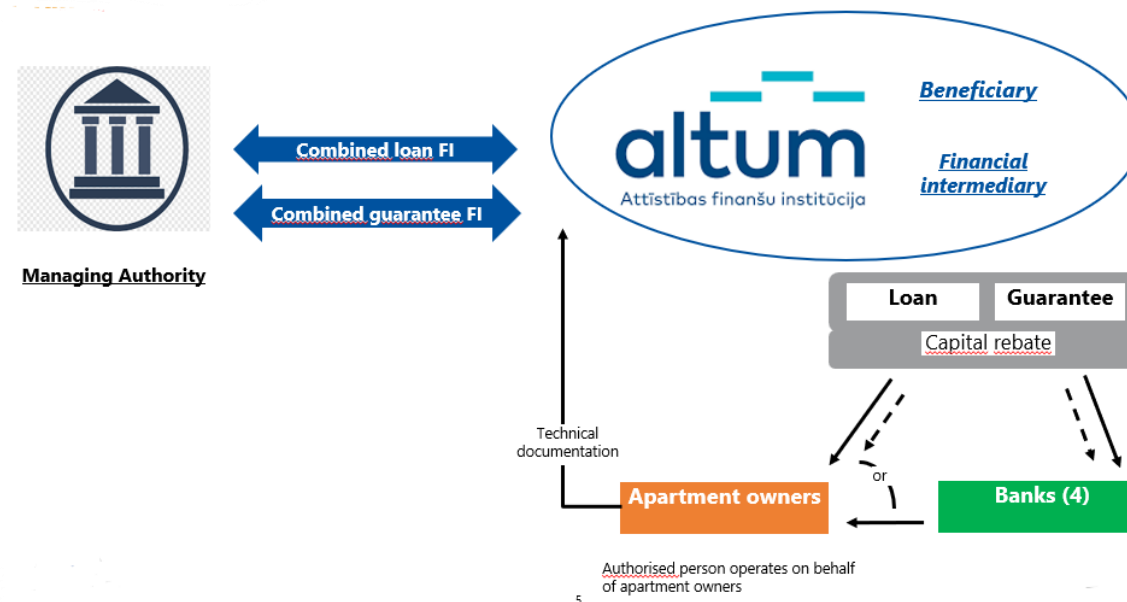 Combined loan FI
Combined guarantee FI
Managing Authority
altum
Attīstības finanšu institūcija
Beneficiary
Financial
intermediary
Loan
Guarantee
Capital rebate
Technical
documentation
or
Apartment owners
Banks (4)
Authorised person operates on behalf
of apartment owners
5